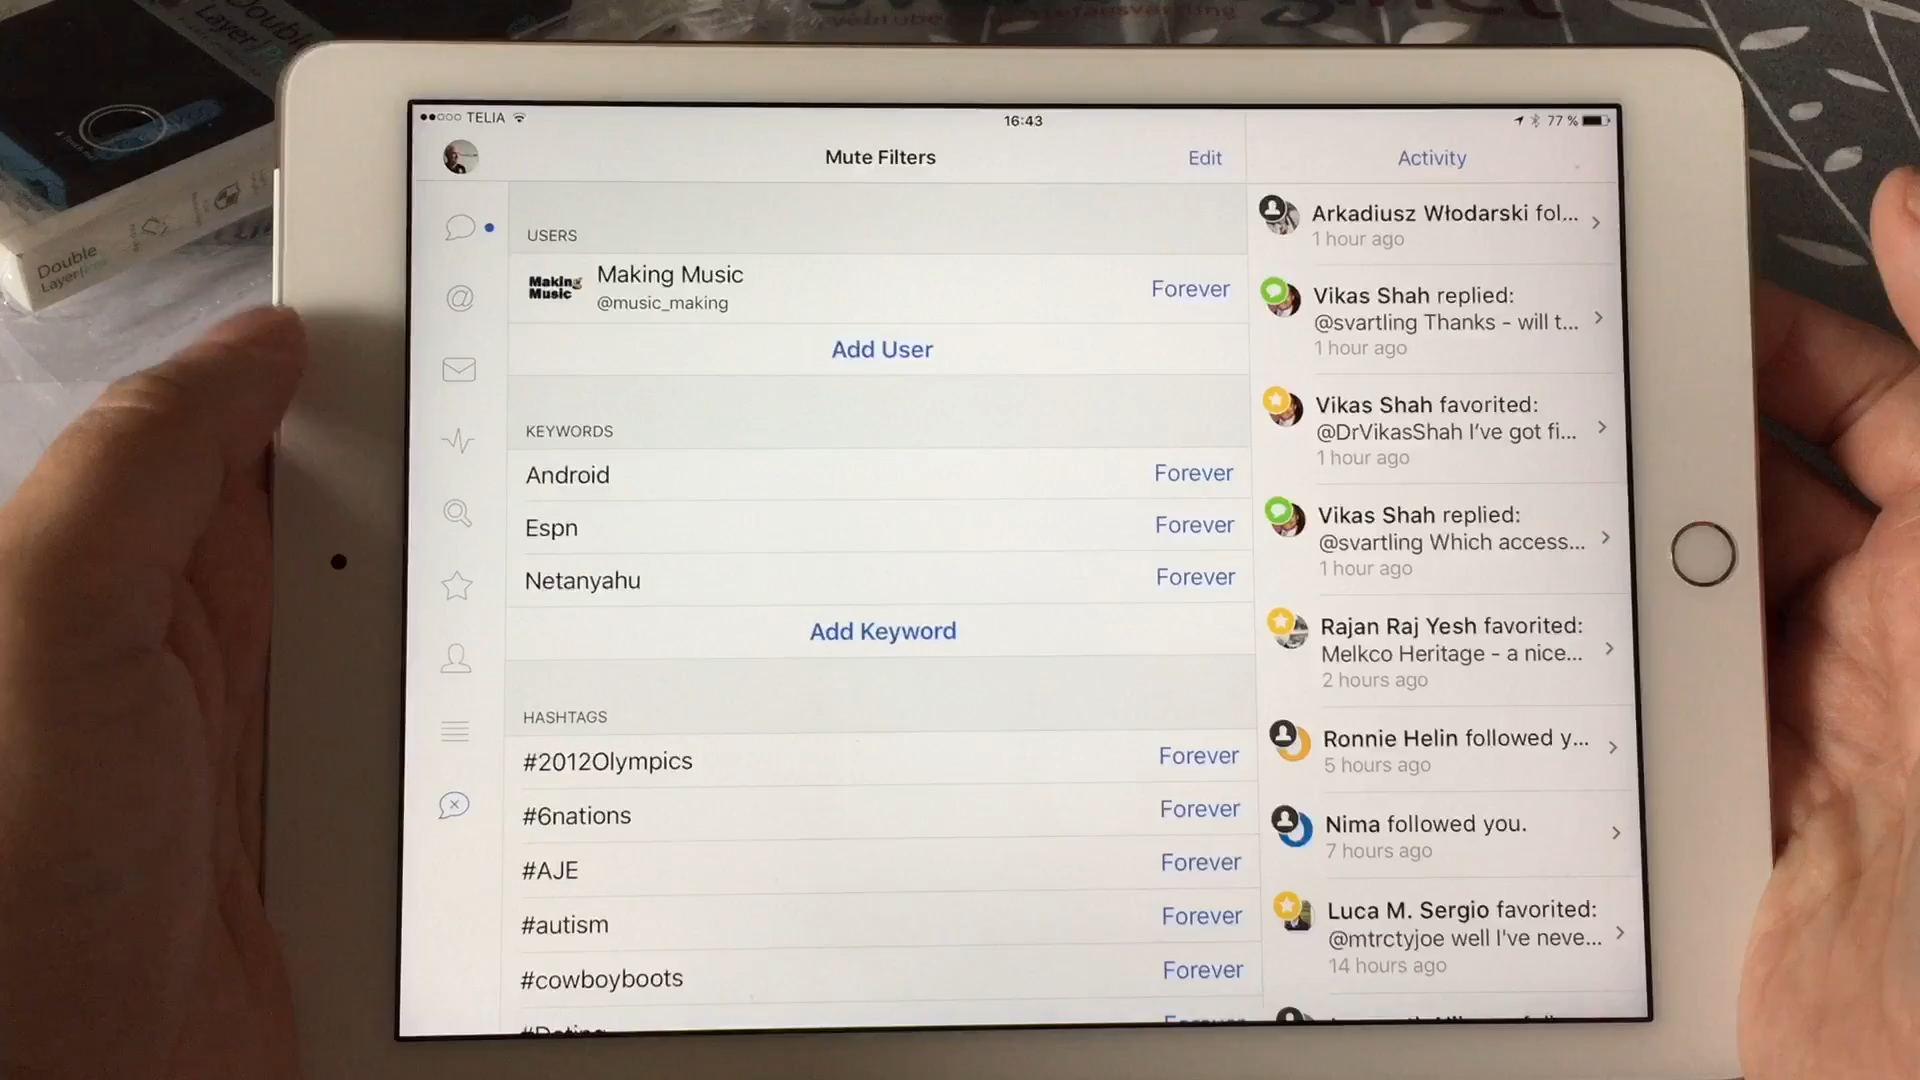 Double
Layer
Double
Layer
TELIA
16:43
77 %
Mute Filters
Edit
Activity
USERS
Making
Music
Making Music
@music_making
Forever
Add User
KEYWORDS
Android
Forever
Espn
Forever
Netanyahu
Forever
Add Keyword
HASHTAGS
#2012Olympics
Forever
#6nations
Forever
#AJE
Forever
#autism
Forever
#cowboyboots
Forever
Arkadiusz Włodarski fol...
1 hour ago
Vikas Shah replied:
@svartling Thanks - will t...
1 hour ago
Vikas Shah favorited:
@DrVikasShah I've got fi...
1 hour ago
Vikas Shah replied:
@svartling Which access...
1 hour ago
Rajan Raj Yesh favorited:
Melkco Heritage - a nice...
2 hours ago
Ronnie Helin followed y...
5 hours ago
Nima followed you.
7 hours ago
Luca M. Sergio favorited:
@mtrctyjoe well I've neve...
14 hours ago